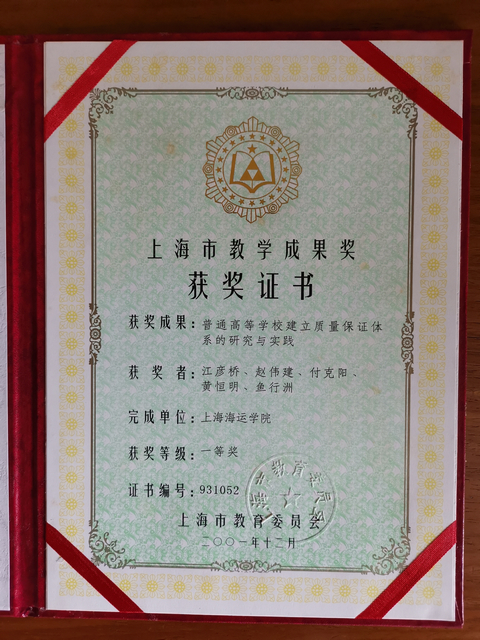 上海市教学成果奖
获奖证书
获奖成果：普通高等学校建立质量保证体
系的研究与实践
获奖者：江彦桥、赵伟建、付克阳、
黄恒明、鱼行洲
完成单位：上海海运学院
获奖等级：一等奖
证书编号：931052
上海市教育委员会
二〇〇一年十二月